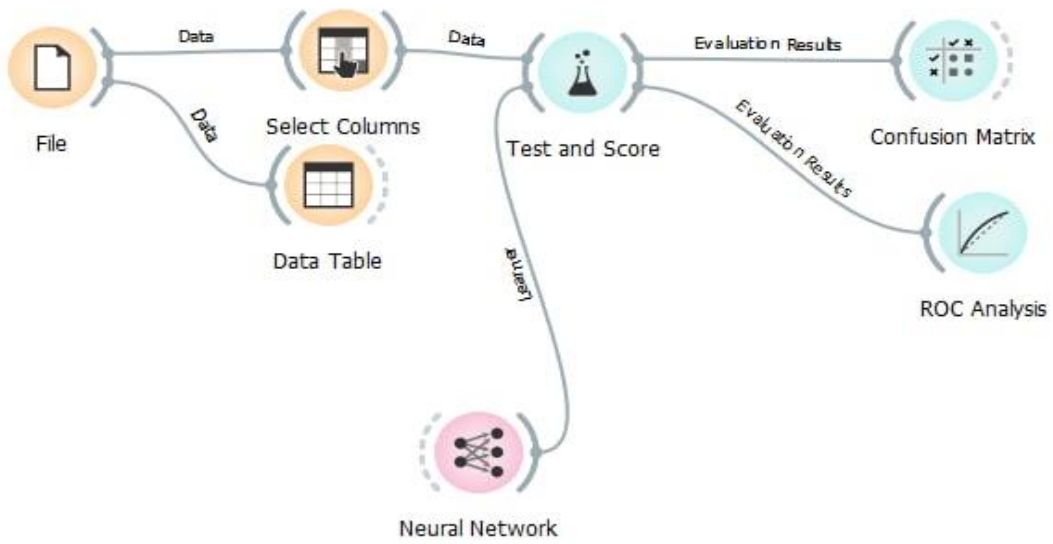 Data
Data
Evaluation Results
File
Data
Select Columns
Test and Score
Evaluation Results
Confusion Matrix
Data Table
Learner
ROC Analysis
Neural Network